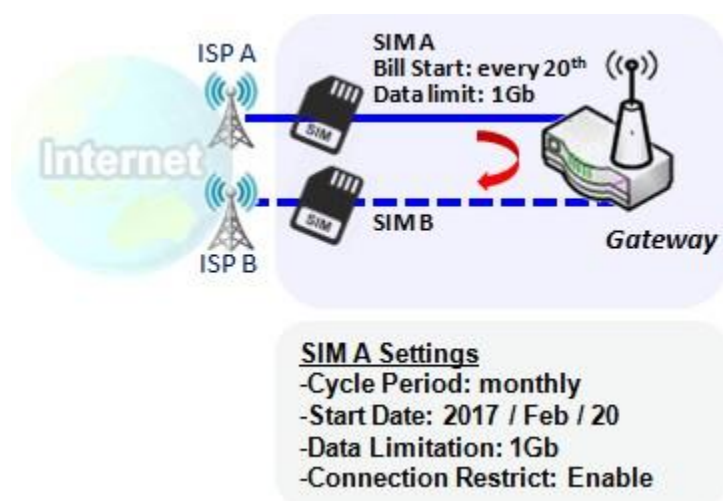 ISP A
SIM A
Bill Start: every 20th
Data limit: 1Gb
SIM
Internet
SIM
SIM B
Gateway
ISP B
SIM A Settings
-Cycle Period: monthly
-Start Date: 2017 / Feb / 20
-Data Limitation: 1Gb
-Connection Restrict: Enable